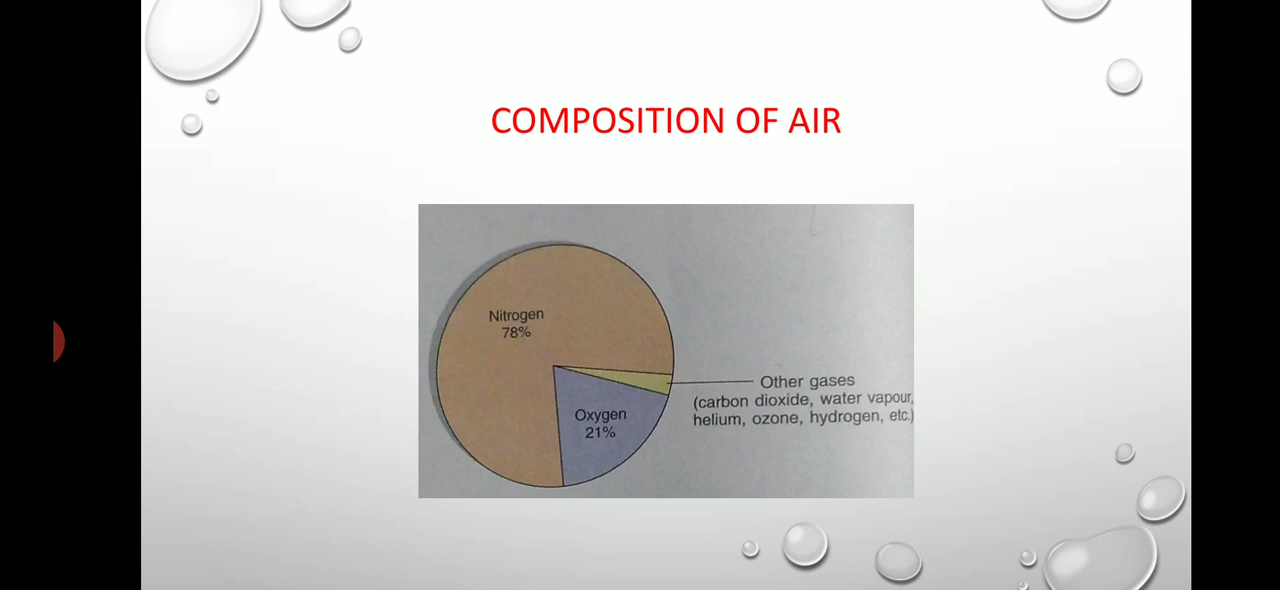 COMPOSITION OF AIR
Nitrogen
78%
Oxygen
21%
Other gases
(carbon dioxide, water vapour,
helium, ozone, hydrogen, etc.)